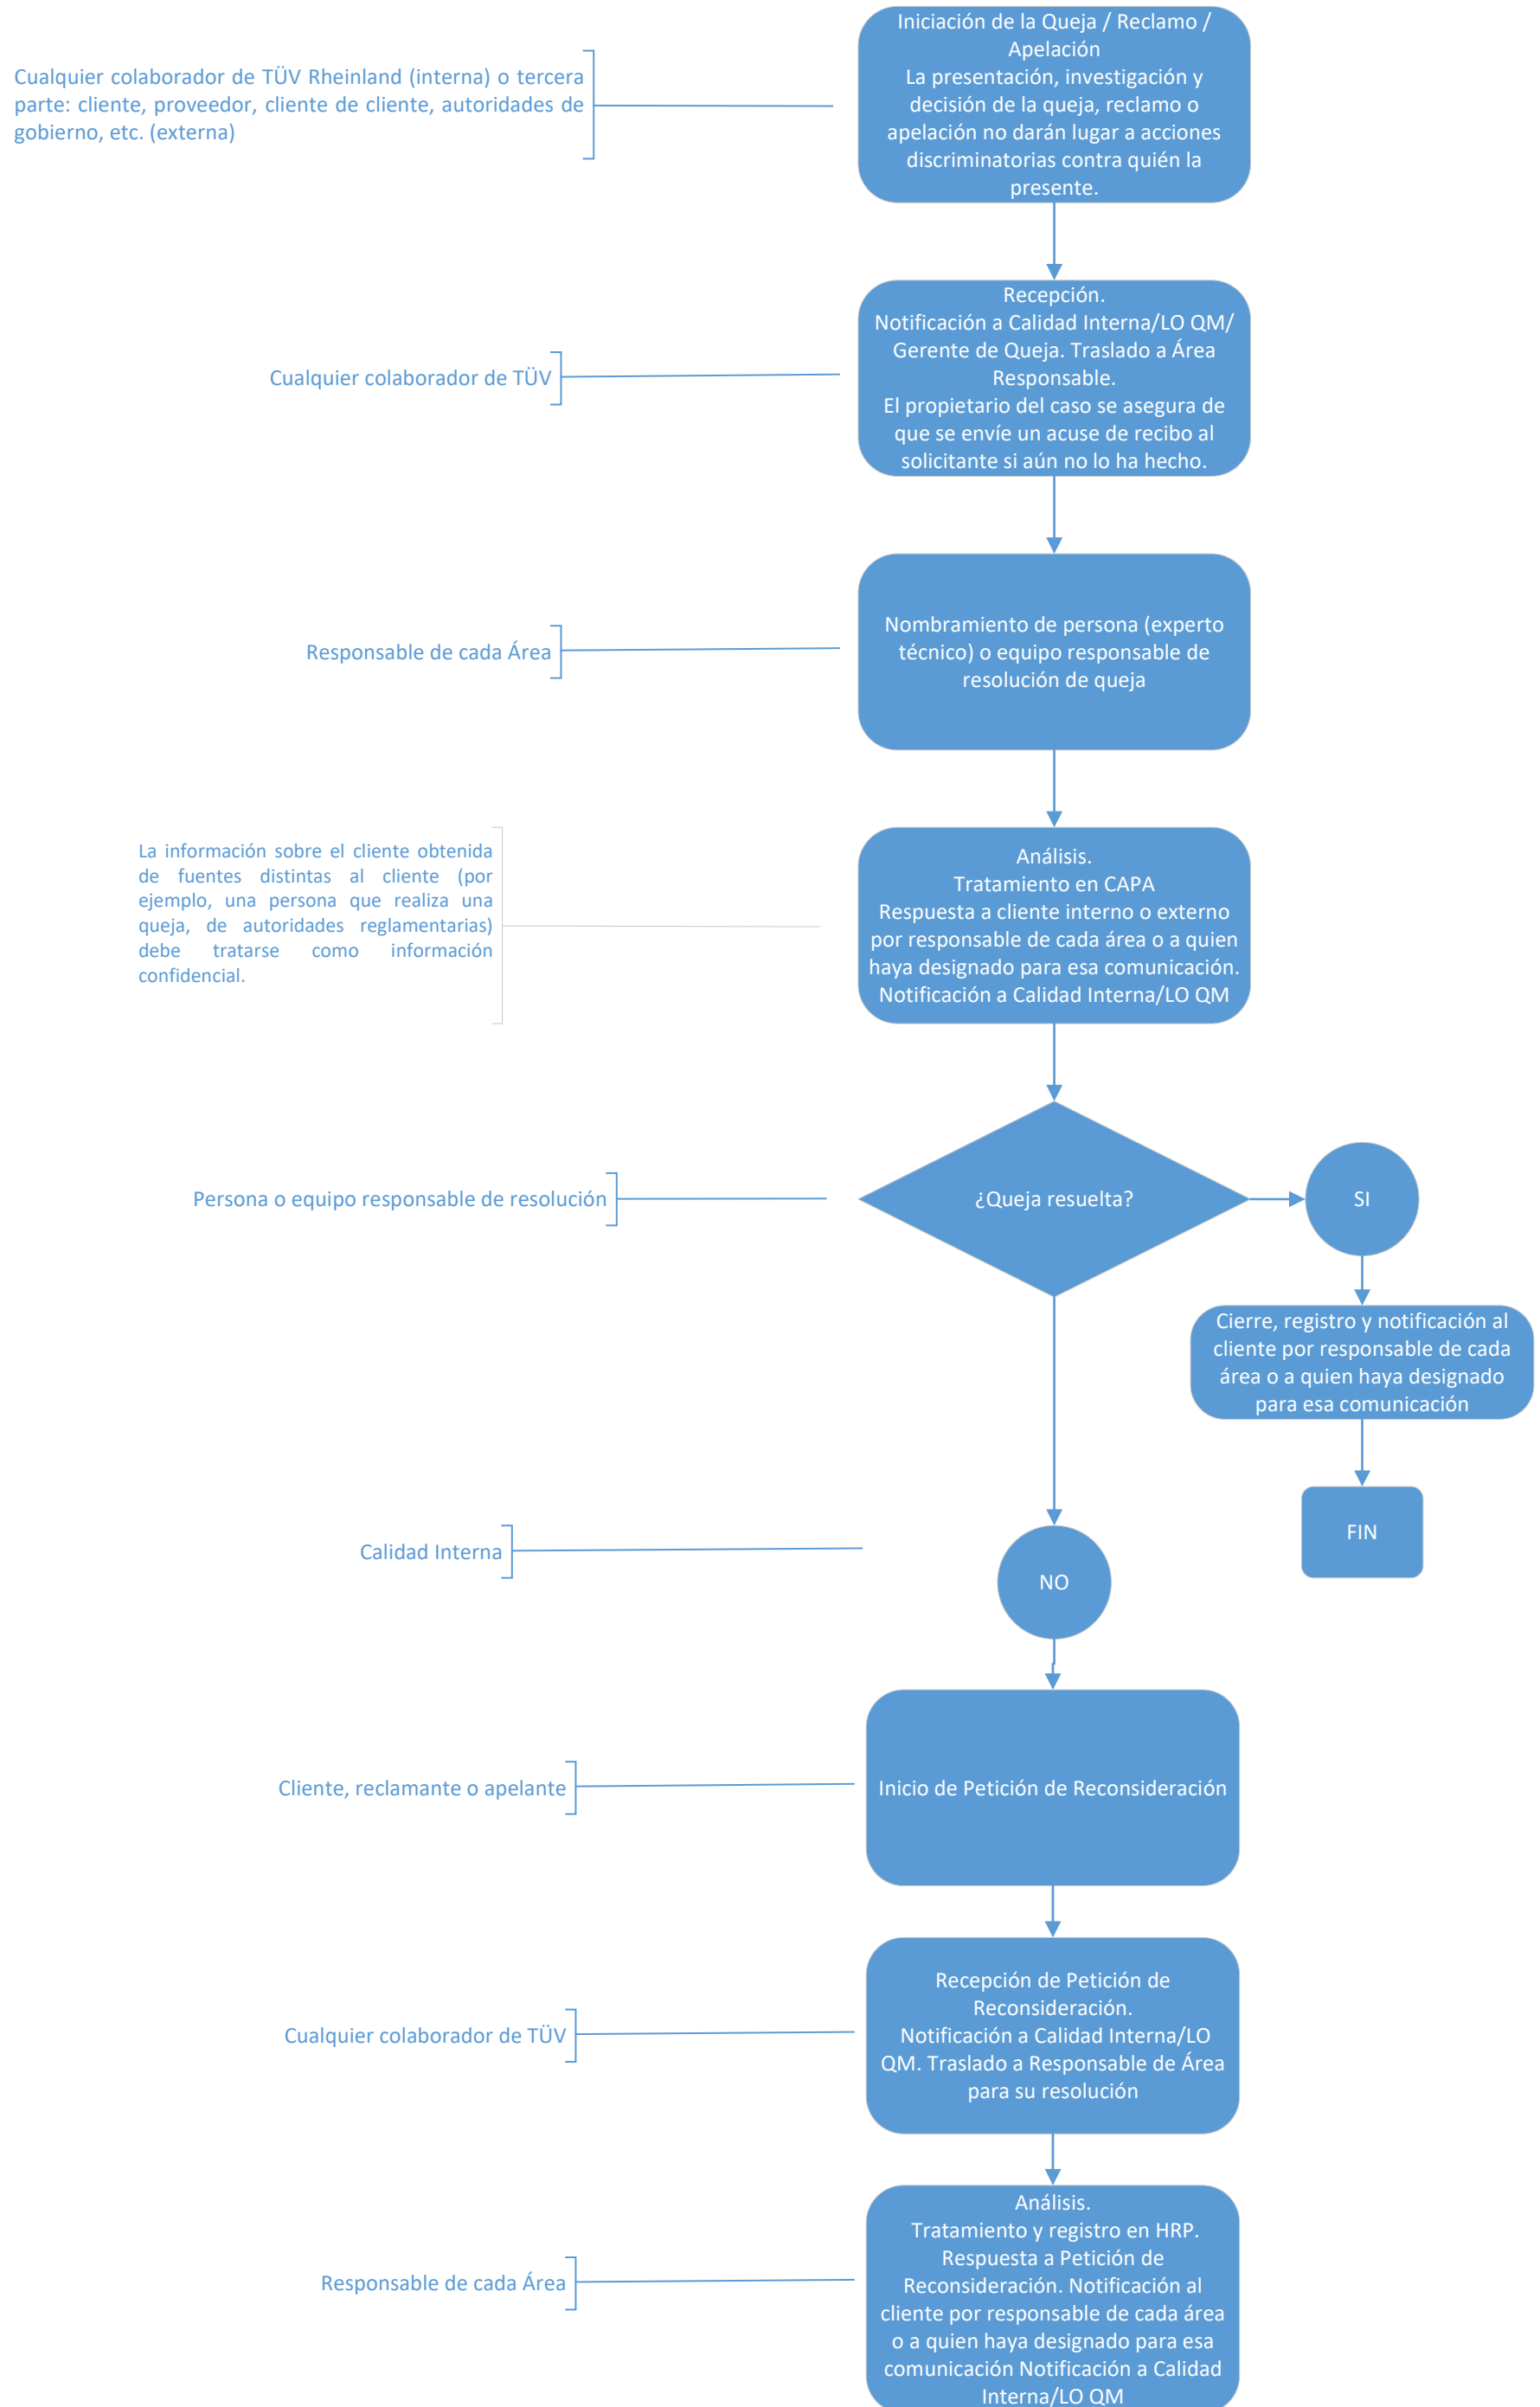 Iniciación de la Queja / Reclamo /
Apelación
La presentación, investigación y
decisión de la queja, reclamo o
apelación no darán lugar a acciones
discriminatorias contra quién la
presente.
Cualquier colaborador de TÜV Rheinland (interna) o tercera
parte: cliente, proveedor, cliente de cliente, autoridades de
gobierno, etc. (externa)
Recepción.
Notificación a Calidad Interna/LO QM/
Gerente de Queja. Traslado a Área
Responsable.
El propietario del caso se asegura de
que se envíe un acuse de recibo al
solicitante si aún no lo ha hecho.
Cualquier colaborador de TÜV
Nombramiento de persona (experto
técnico) o equipo responsable de
resolución de queja
Responsable de cada Área
La información sobre el cliente obtenida
de fuentes distintas al cliente (por
ejemplo, una persona que realiza una
queja, de autoridades reglamentarias)
debe tratarse como información
confidencial.
Análisis.
Tratamiento en CAPA
Respuesta a cliente interno o externo
por responsable de cada área o a quien
haya designado para esa comunicación.
Notificación a Calidad Interna/LO QM
Persona o equipo responsable de resolución
¿Queja resuelta?
SI
Cierre, registro y notificación al
cliente por responsable de cada
área o a quien haya designado
para esa comunicación
FIN
Calidad Interna
NO
Cliente, reclamante o apelante
Inicio de Petición de Reconsideración
Recepción de Petición de
Reconsideración.
Notificación a Calidad Interna/LO
QM. Traslado a Responsable de Área
para su resolución
Cualquier colaborador de TÜV
Análisis.
Tratamiento y registro en HRP.
Respuesta a Petición de
Reconsideración. Notificación al
cliente por responsable de cada área
o a quien haya designado para esa
comunicación Notificación a Calidad
Interna/LO QM
Responsable de cada Área